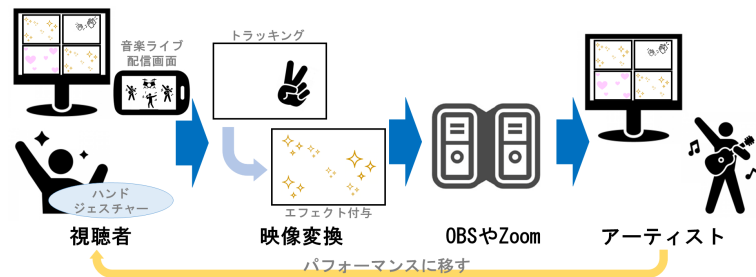 音楽ライブ
配信画面
トラッキング
ハンド
ジェスチャー
エフェクト付与
視聴者
映像変換
OBSやZoom
アーティスト
パフォーマンスに移す